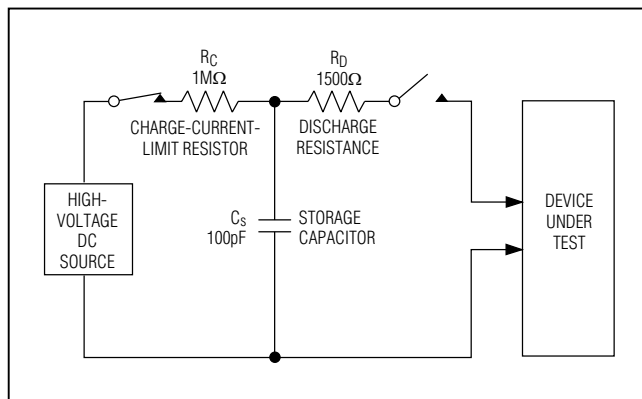 R_C
1MΩ
CHARGE-CURRENT-
LIMIT RESISTOR
R_D
1500Ω
DISCHARGE
RESISTANCE
HIGH-
VOLTAGE
DC
SOURCE
C_s
100pF
STORAGE
CAPACITOR
DEVICE
UNDER
TEST